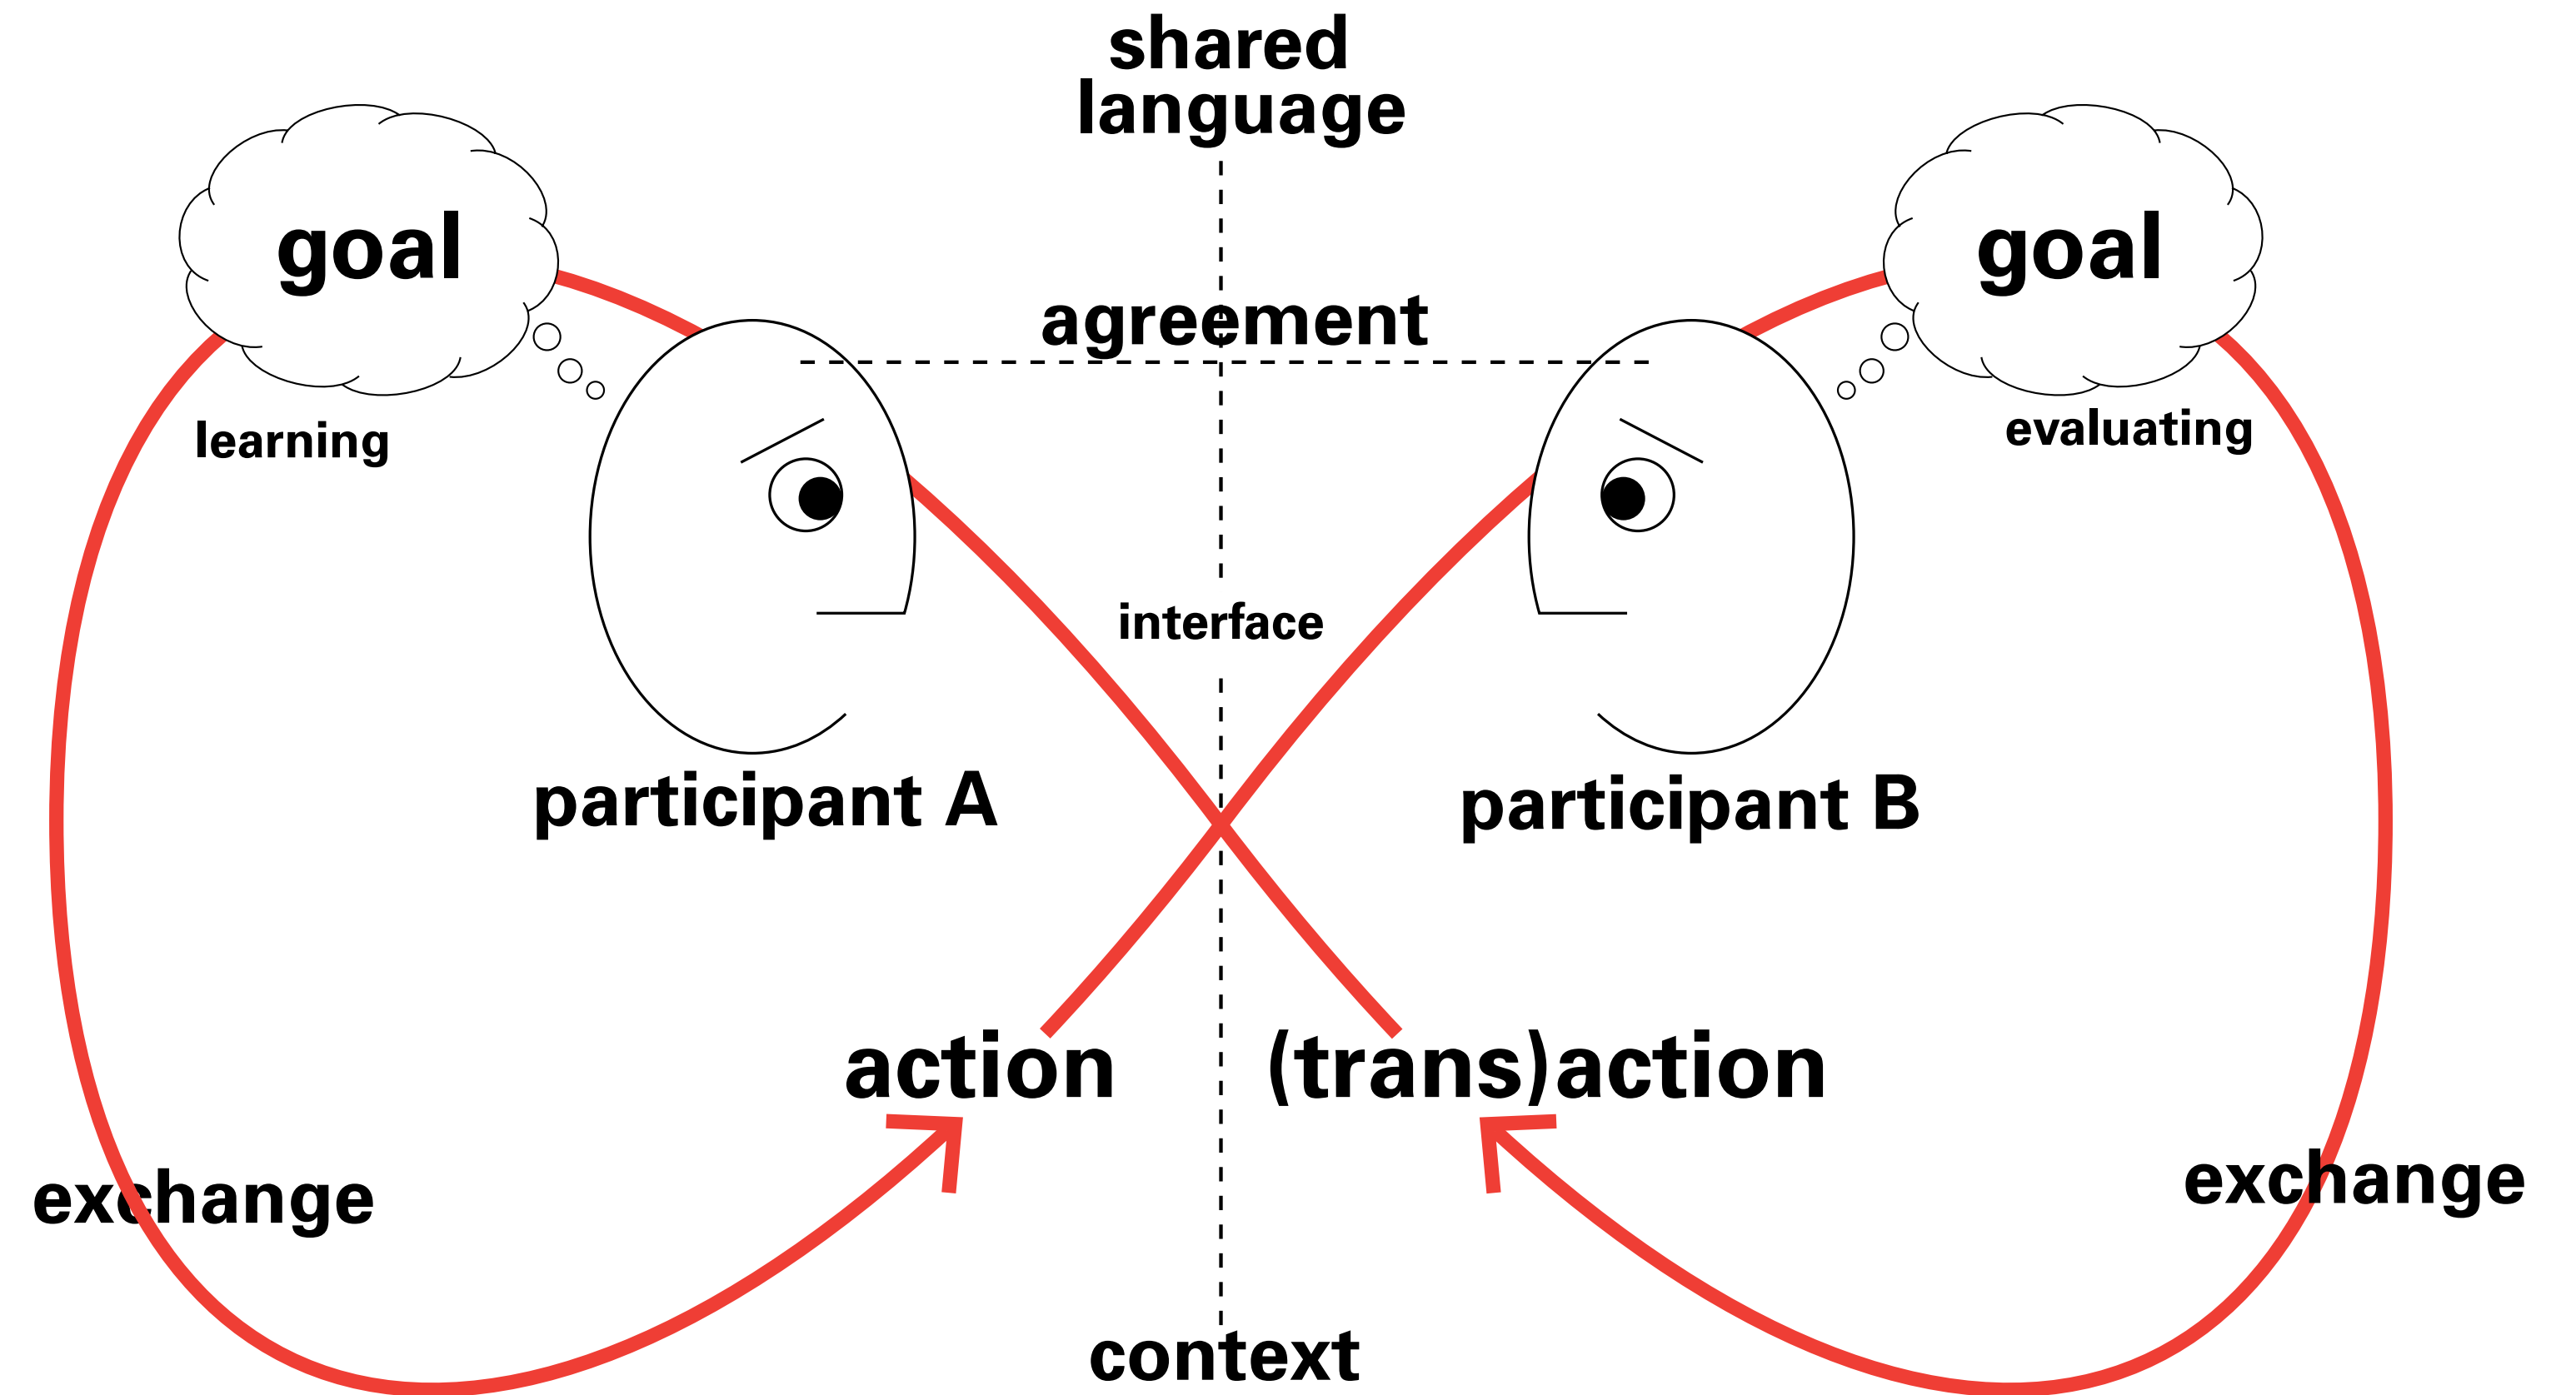 shared
language
goal
goal
agreement
learning
evaluating
interface
participant A
participant B
action
(trans)action
exchange
exchange
context